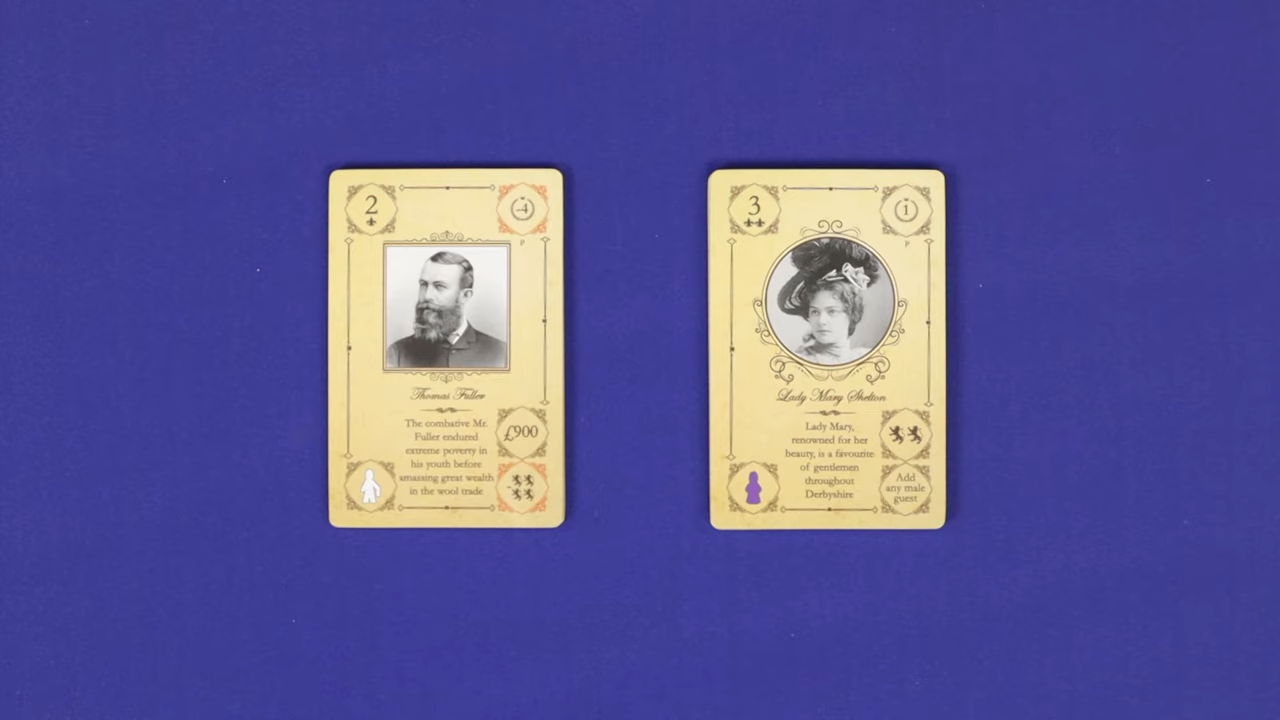 2
-4
P
Thomas Fuller
The combative Mr.
Fuller endured
extreme poverty in
his youth before
amassing great wealth
in the wool trade
£900
3
1
P
Lady Mary Shelton
Lady Mary,
renowned for her
beauty, is a favourite
of gentlemen
throughout
Derbyshire
Add
any male
guest